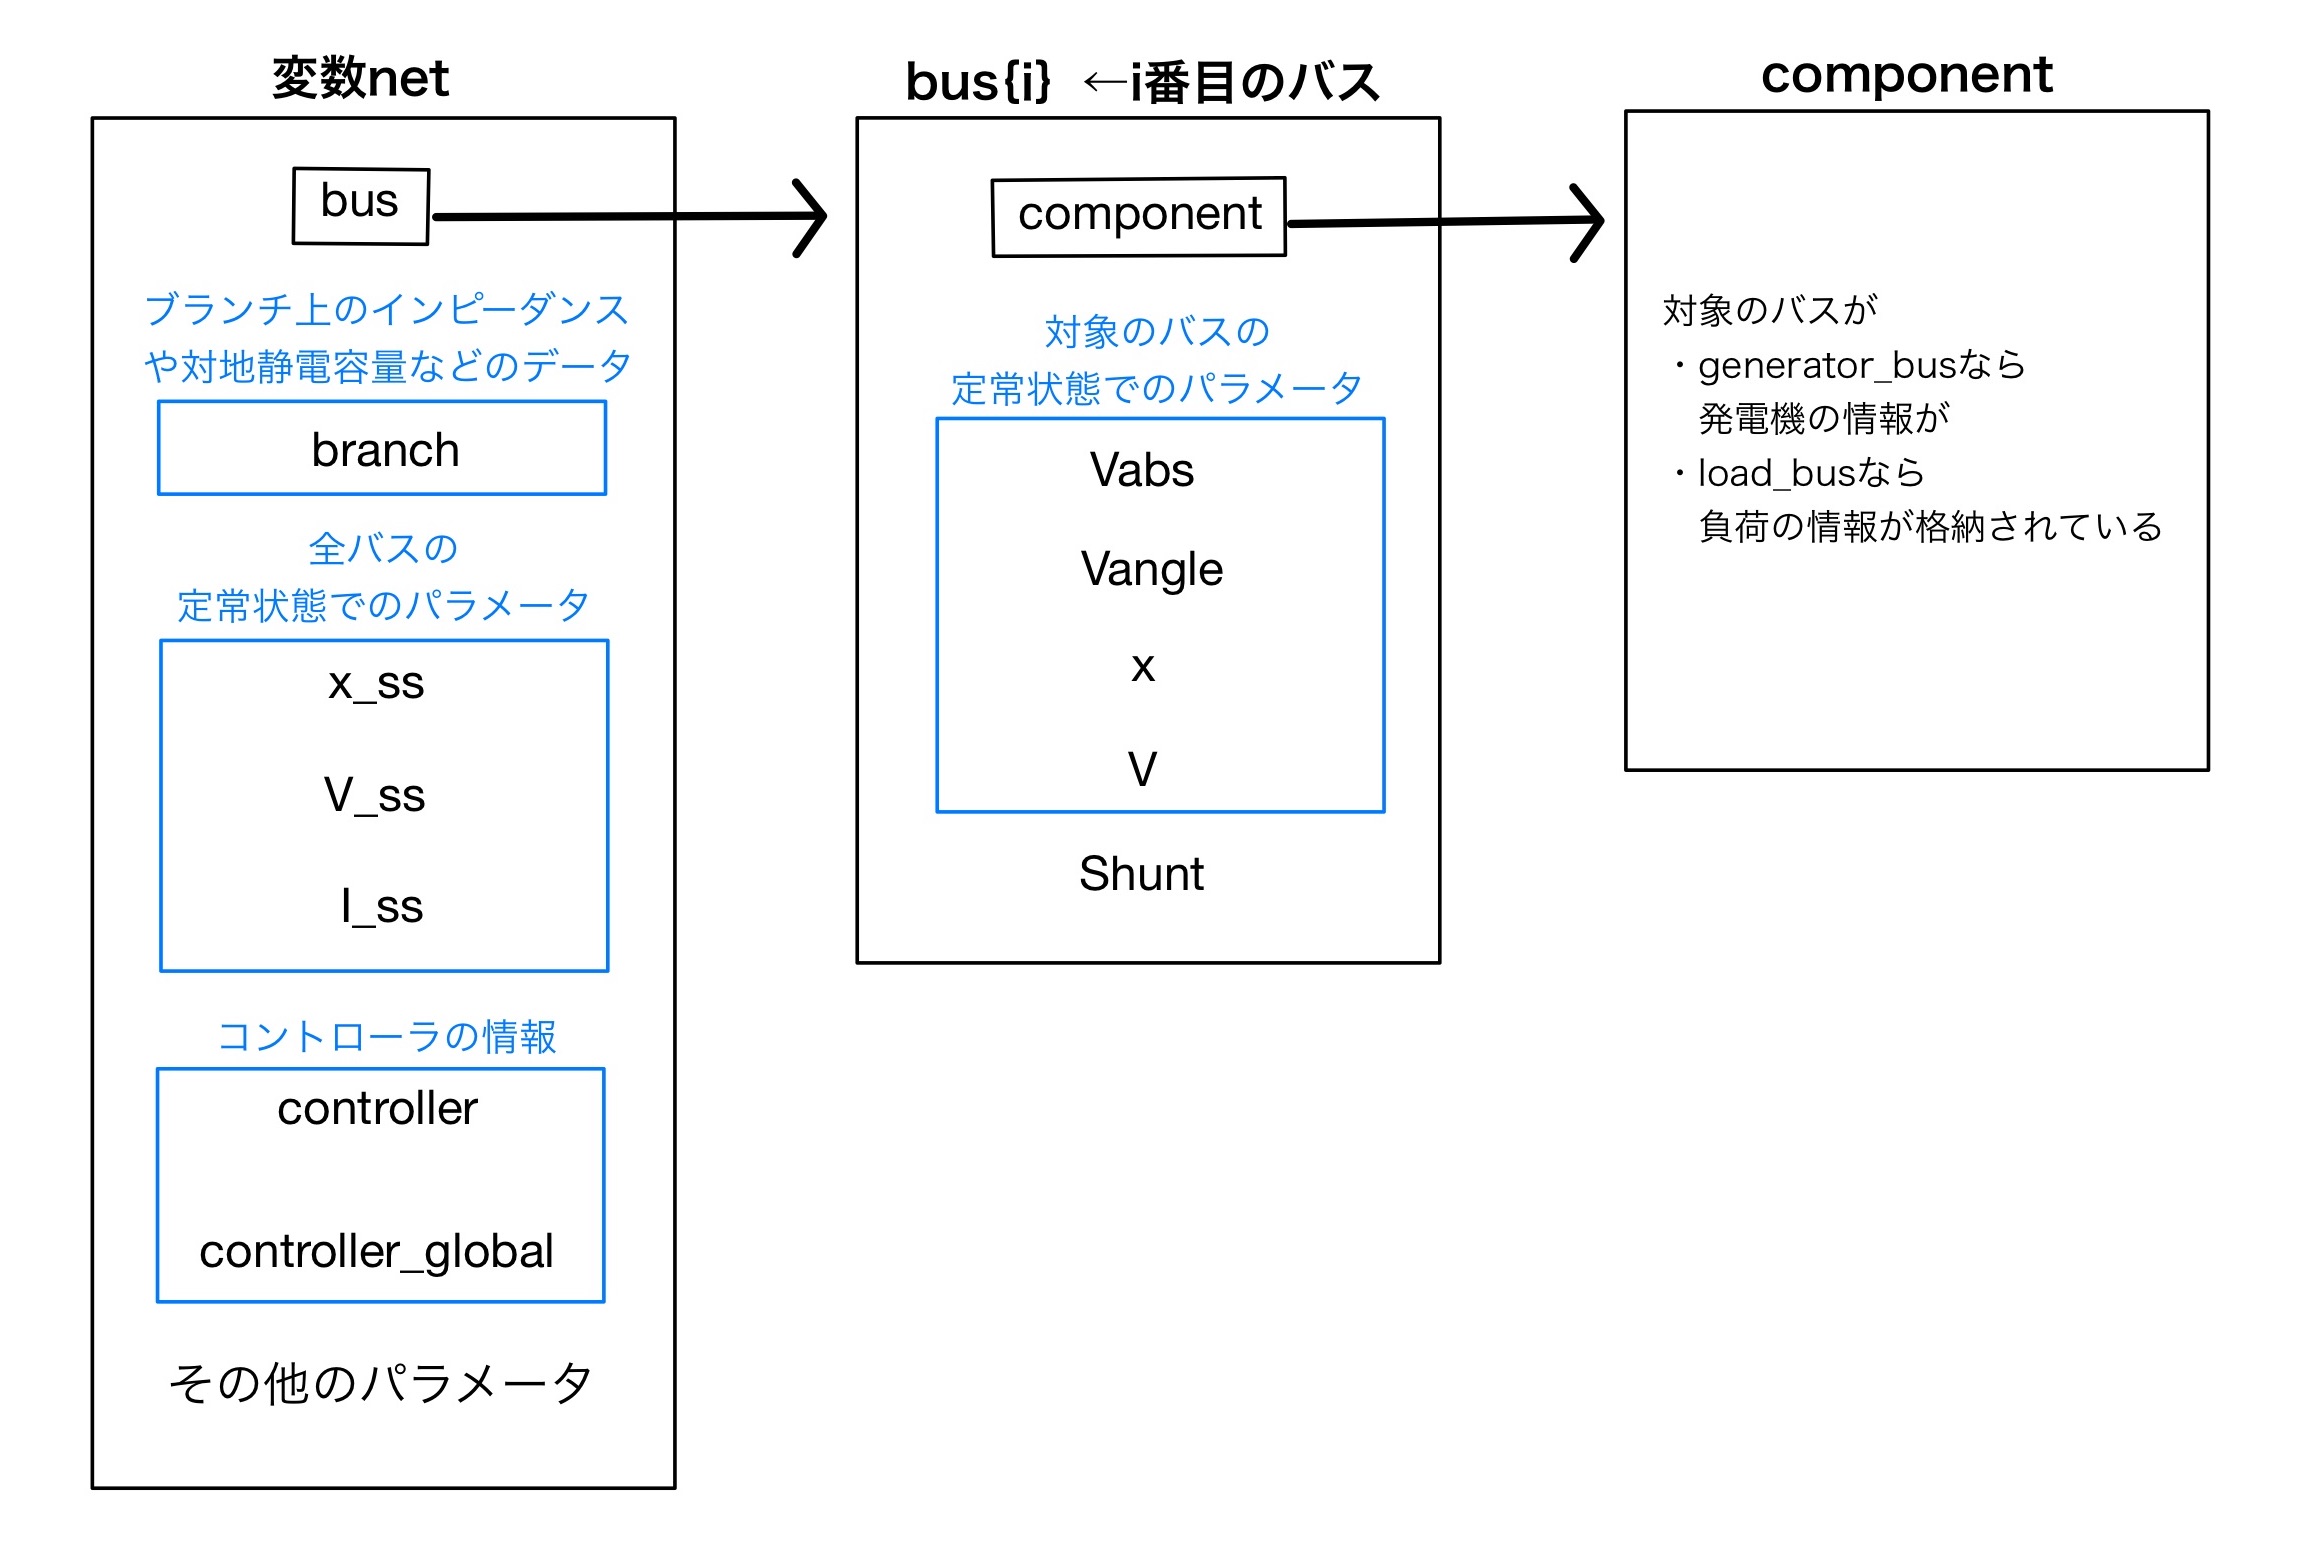 変数net
bus
ブランチ上のインピーダンス
や対地静電容量などのデータ
branch
全バスの
定常状態でのパラメータ
x_ss
V_ss
I_ss
コントローラの情報
controller
controller_global
その他のパラメータ
bus{i} ←i番目のバス
component
対象のバスの
定常状態でのパラメータ
Vabs
Vangle
x
V
Shunt
component
対象のバスが
・generator_busなら
発電機の情報が
・load_busなら
負荷の情報が格納されている